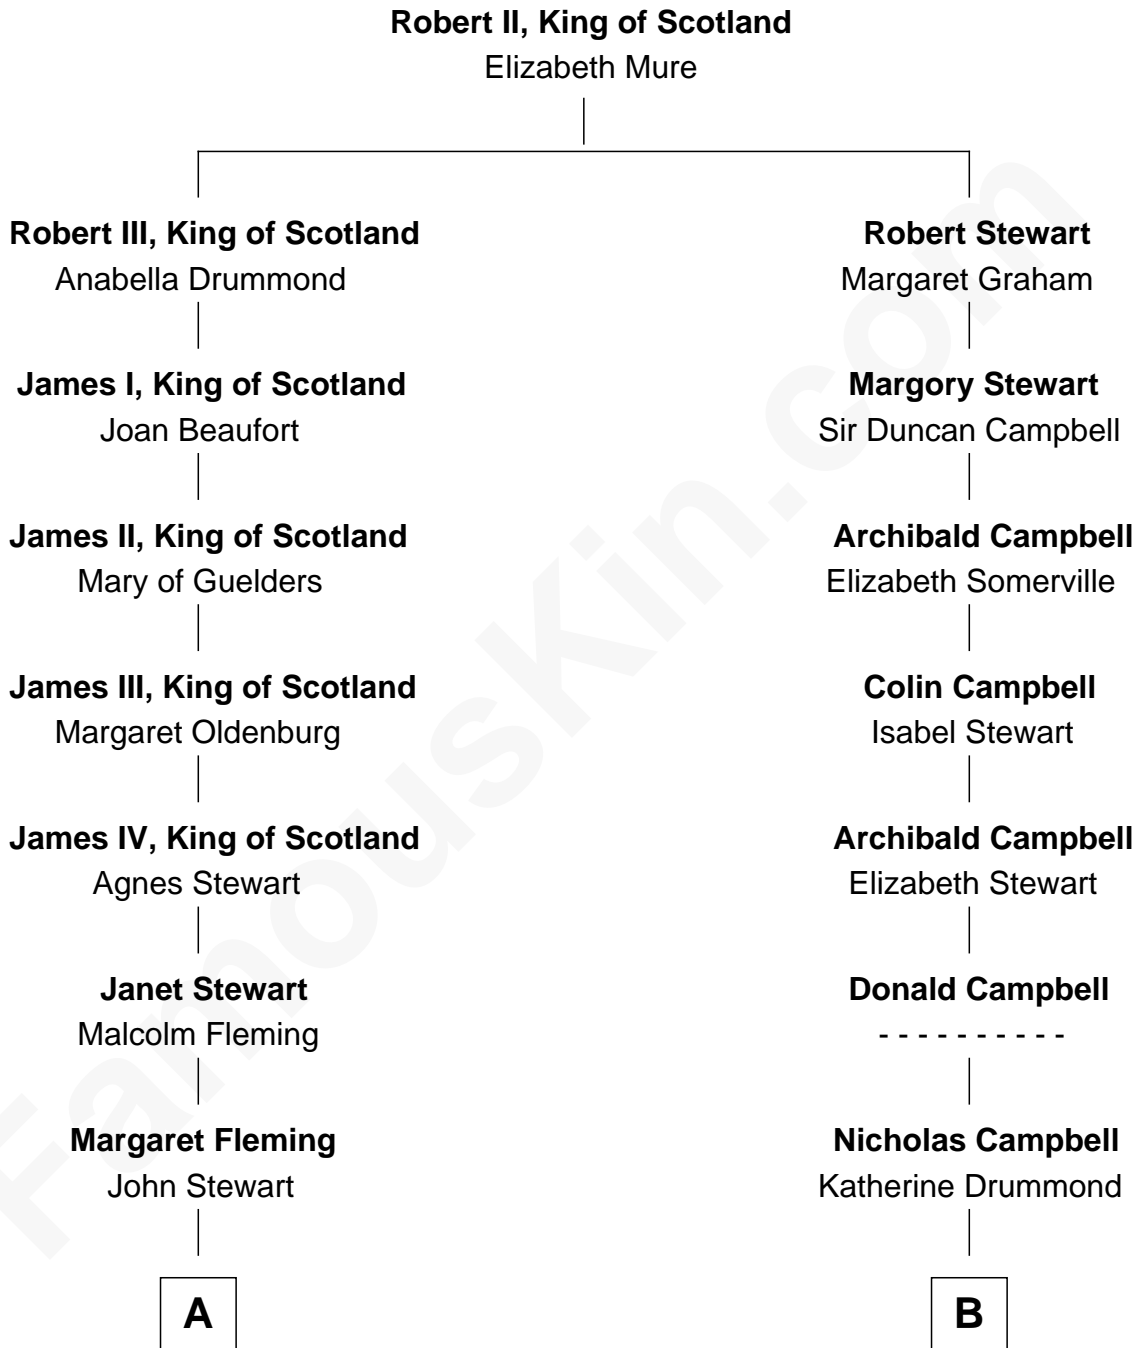 Robert II, King of Scotland
Elizabeth Mure
Robert III, King of Scotland
Anabella Drummond
Robert Stewart
Margaret Graham
James I, King of Scotland
Joan Beaufort
Margory Stewart
Sir Duncan Campbell
James II, King of Scotland
Mary of Guelders
Archibald Campbell
Elizabeth Somerville
James III, King of Scotland
Margaret Oldenburg
Colin Campbell
Isabel Stewart
James IV, King of Scotland
Agnes Stewart
Archibald Campbell
Elizabeth Stewart
Janet Stewart
Malcolm Fleming
Donald Campbell
- - - - - - - - - -
Margaret Fleming
John Stewart
Nicholas Campbell
Katherine Drummond
A
B
FamousKin.com